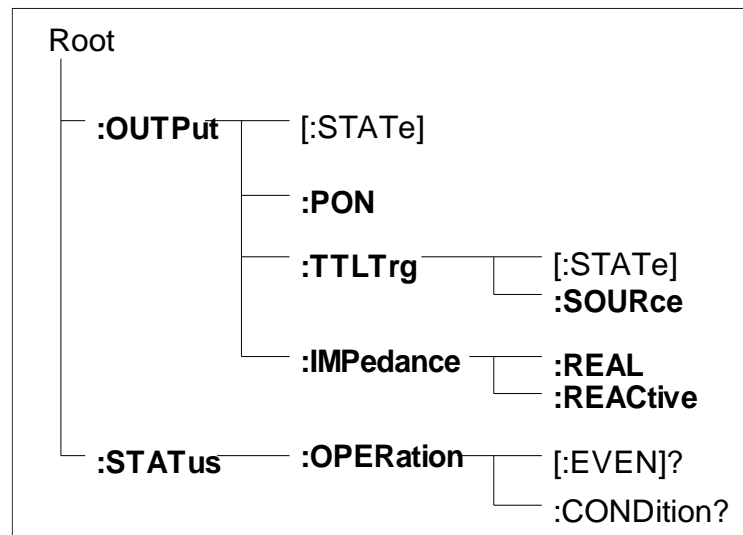 Root
:OUTPut [:STATe]
:PON
:TTLTrg [:STATe]
:SOURce
:IMPedance :REAL
:REACtive
:STATus :OPERation [:EVEN]?
:CONDition?